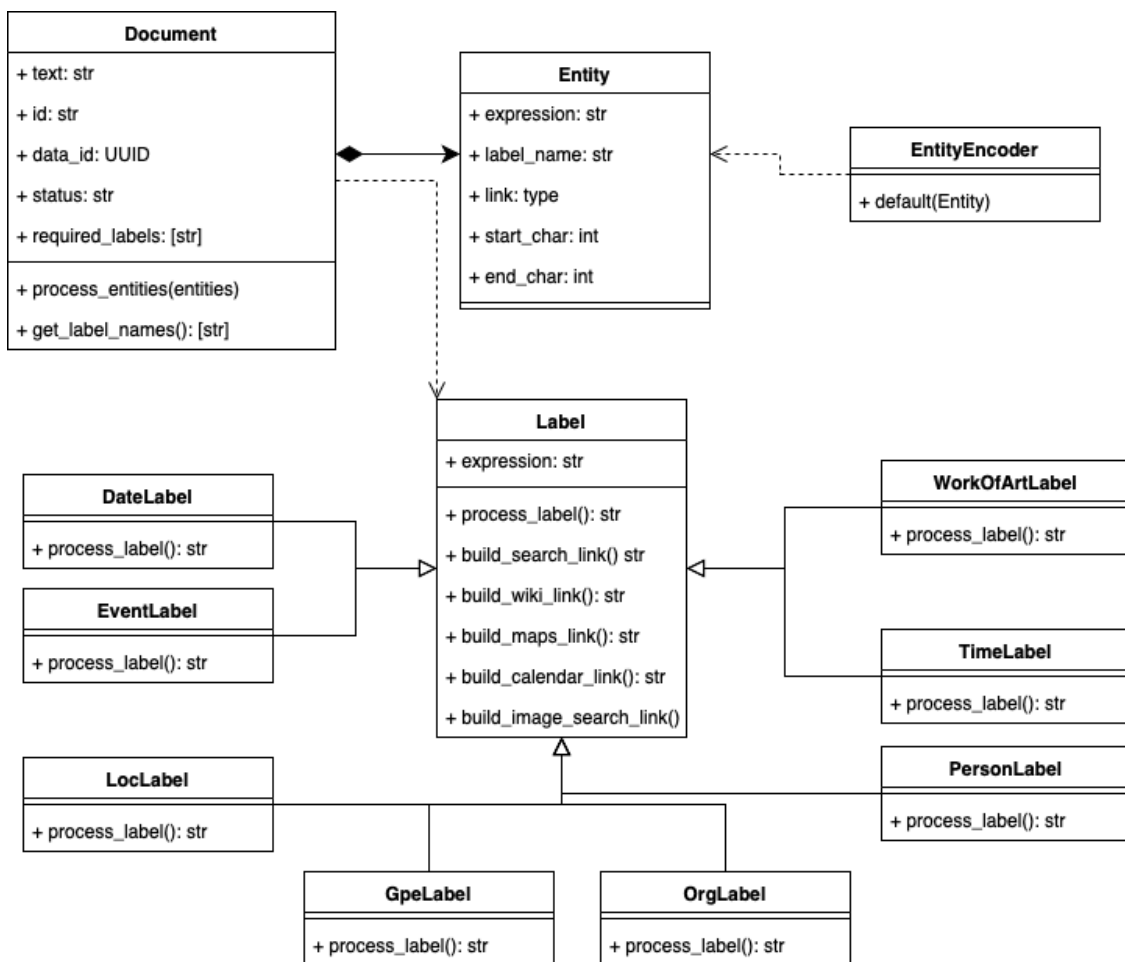 Document
+ text: str
+ id: str
+ data_id: UUID
+ status: str
+ required_labels: [str]
+ process_entities(entities)
+ get_label_names(): [str]
Entity
+ expression: str
+ label_name: str
+ link: type
+ start_char: int
+ end_char: int
EntityEncoder
+ default(Entity)
Label
+ expression: str
+ process_label(): str
+ build_search_link() str
+ build_wiki_link(): str
+ build_maps_link(): str
+ build_calendar_link(): str
+ build_image_search_link()
DateLabel
+ process_label(): str
EventLabel
+ process_label(): str
WorkOfArtLabel
+ process_label(): str
TimeLabel
+ process_label(): str
LocLabel
+ process_label(): str
PersonLabel
+ process_label(): str
GpeLabel
+ process_label(): str
OrgLabel
+ process_label(): str